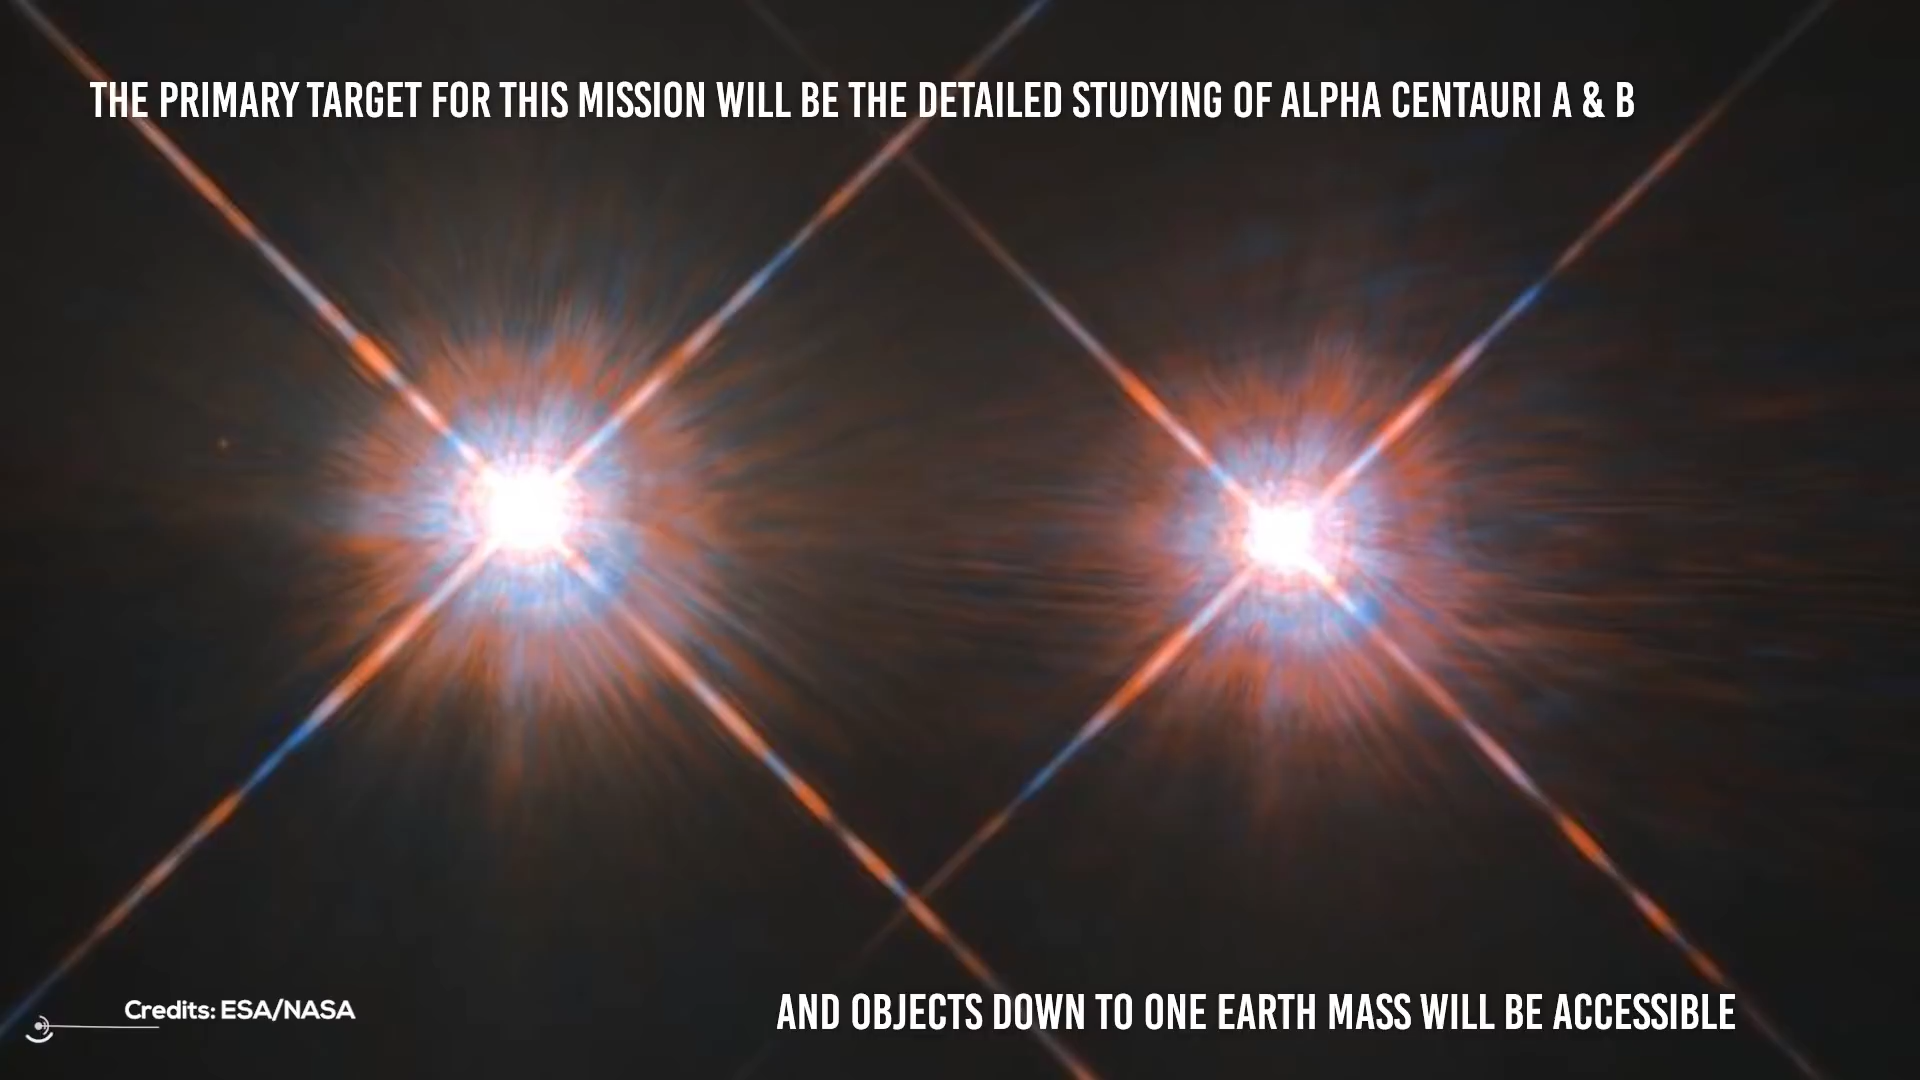 THE PRIMARY TARGET FOR THIS MISSION WILL BE THE DETAILED STUDYING OF ALPHA CENTAURI A & B
Credits: ESA/NASA
AND OBJECTS DOWN TO ONE EARTH MASS WILL BE ACCESSIBLE